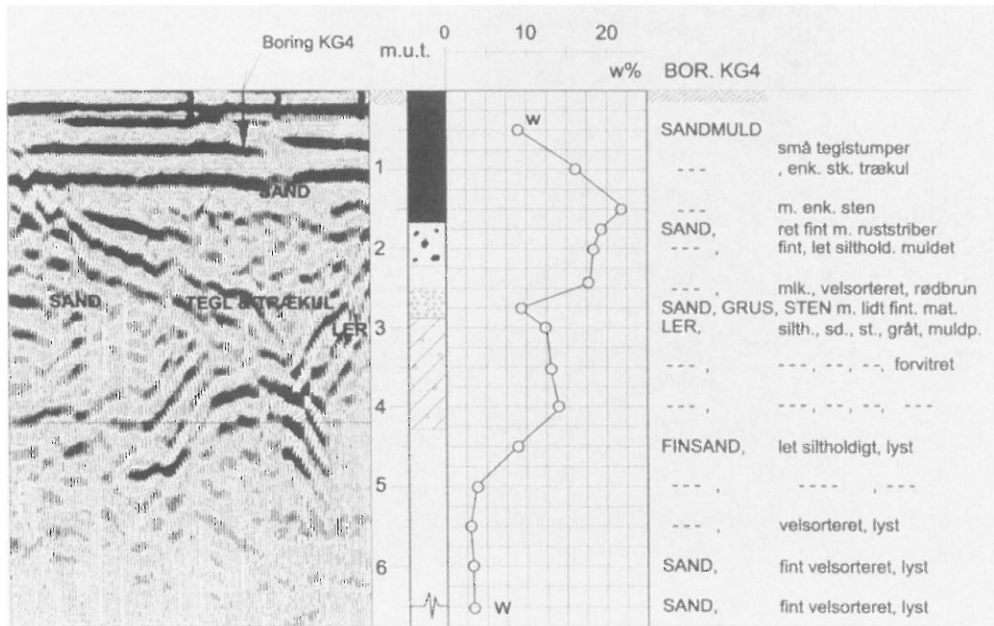 Boring KG4
m.u.t.
0 10 20
w%
BOR. KG4
w
SANDMULD
små teglstumper
1
--- , enk. stk. trækul
SAND
--- m. enk. sten
SAND, ret fint m. ruststriber
2
--- , fint, let silthold. muldet
--- , mlk., velsorteret, rødbrun
SAND TEGL & TRÆKUL
SAND, GRUS, STEN m. lidt fint. mat.
LER
3
LER, silth., sd., st., gråt, muldp.
--- , ---, --, --, forvitret
4
--- , ---, --, --, ---
FINSAND, let siltholdigt, lyst
5
--- , ---- , ---
--- , velsorteret, lyst
6
SAND, fint velsorteret, lyst
W
SAND, fint velsorteret, lyst